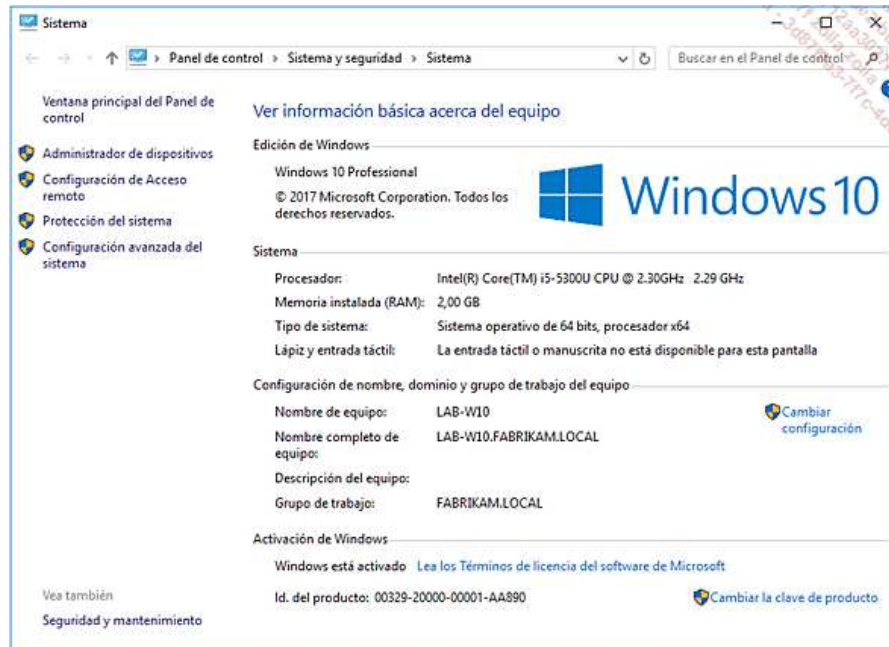 Sistema
Panel de control > Sistema y seguridad > Sistema
Buscar en el Panel de control
Ventana principal del Panel de
control
Administrador de dispositivos
Configuración de Acceso
remoto
Protección del sistema
Configuración avanzada del
sistema
Vea también
Seguridad y mantenimiento
Ver información básica acerca del equipo
Edición de Windows
Windows 10 Professional
© 2017 Microsoft Corporation. Todos los
derechos reservados.
Windows 10
Sistema
Procesador: Intel(R) Core(TM) i5-5300U CPU @ 2.30GHz 2.29 GHz
Memoria instalada (RAM): 2,00 GB
Tipo de sistema: Sistema operativo de 64 bits, procesador x64
Lápiz y entrada táctil: La entrada táctil o manuscrita no está disponible para esta pantalla
Configuración de nombre, dominio y grupo de trabajo del equipo
Nombre de equipo: LAB-W10
Cambiar
configuración
Nombre completo de
equipo: LAB-W10.FABRIKAM.LOCAL
Descripción del equipo:
Grupo de trabajo: FABRIKAM.LOCAL
Activación de Windows
Windows está activado Lea los Términos de licencia del software de Microsoft
Id. del producto: 00329-20000-00001-AA890
Cambiar la clave de producto